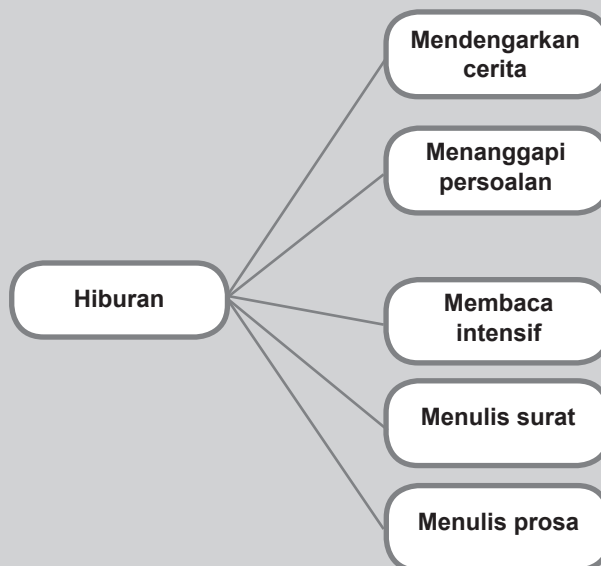 Mendengarkan
cerita
Menanggapi
persoalan
Hiburan
Membaca
intensif
Menulis surat
Menulis prosa